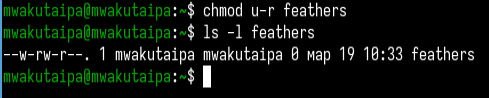 mwakutaipa@mwakutaipa:~$ chmod u-r feathers
mwakutaipa@mwakutaipa:~$ ls -l feathers
--w-rw-r--. 1 mwakutaipa mwakutaipa 0 мар 19 10:33 feathers
mwakutaipa@mwakutaipa:~$